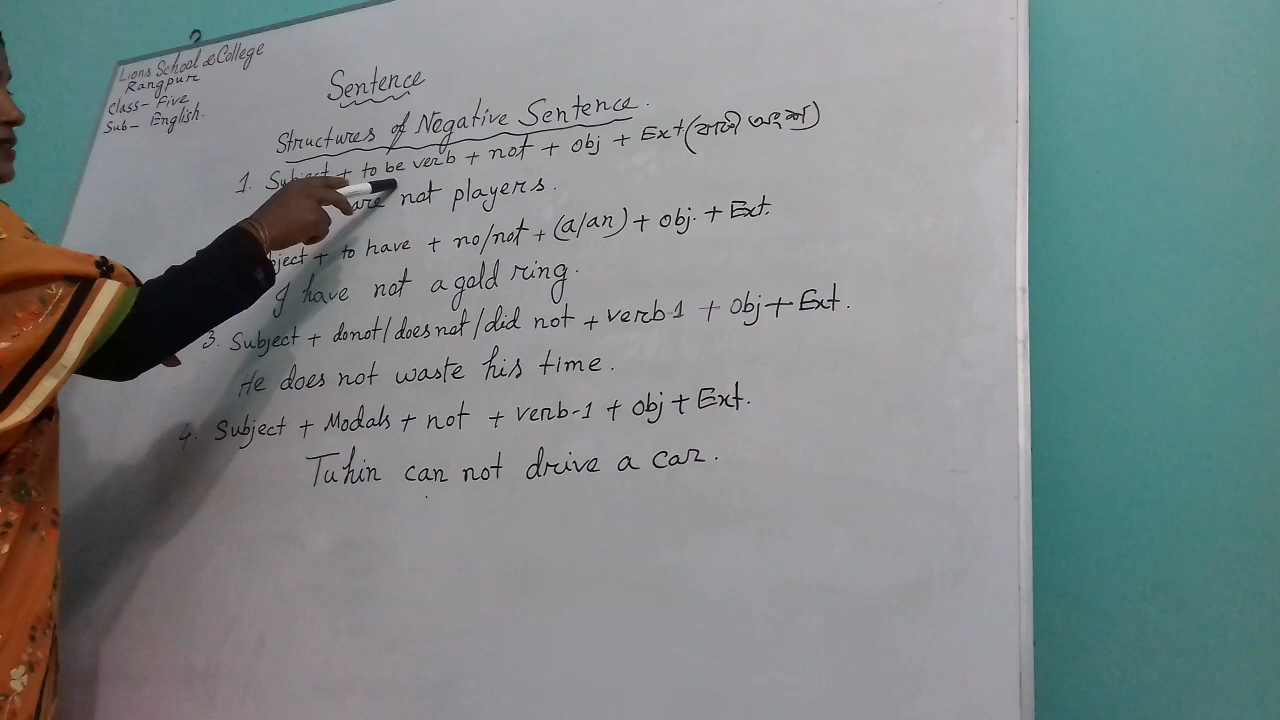 Lions School & College
Rangpur
Class- Five
Sub- English.
Sentence
Structures of Negative Sentence.
1. Subject + to be verb + not + obj + Ext (বাকী অংশ)
are not players.
ject + to have + no/not + (a/an) + obj. + Ext.
I have not a gold ring.
3. Subject + donot/does not/did not + verb-1 + Obj + Ext.
He does not waste his time.
4. Subject + Modals + not + verb-1 + obj + Ext.
Tuhin can not drive a car.